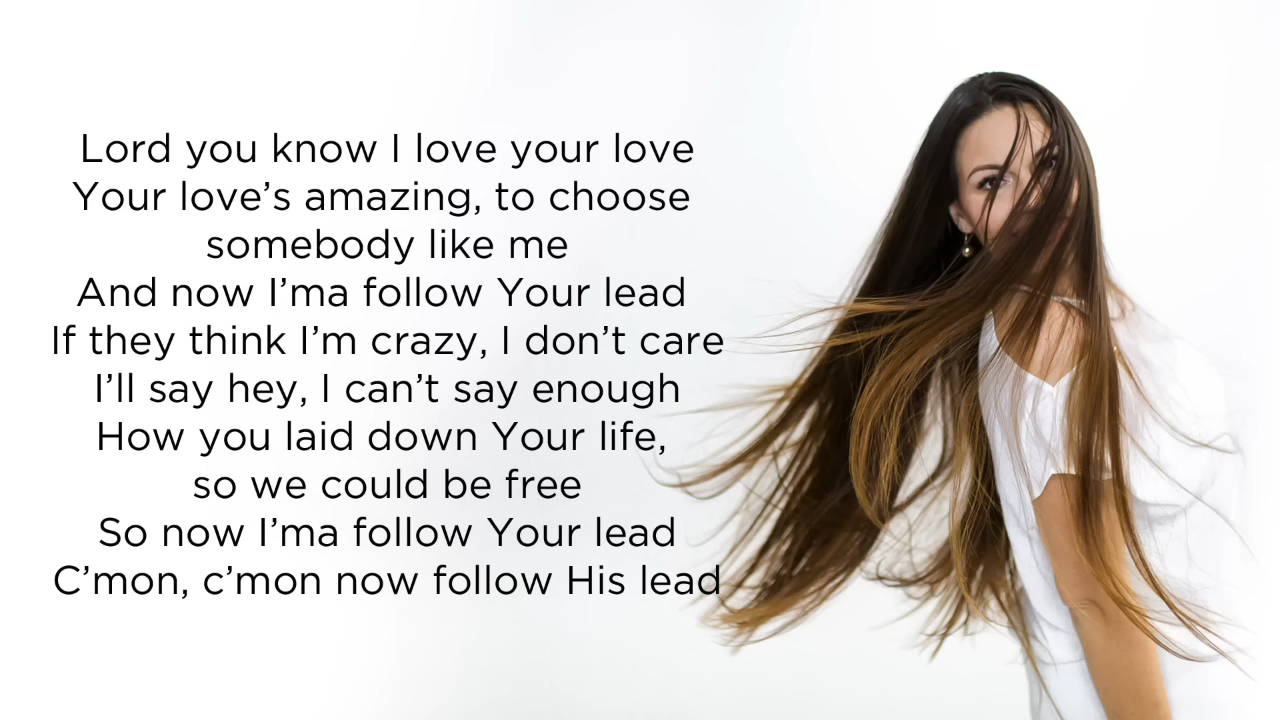 Lord you know I love your love
Your love’s amazing, to choose
somebody like me
And now I’ma follow Your lead
If they think I’m crazy, I don’t care
I’ll say hey, I can’t say enough
How you laid down Your life,
so we could be free
So now I’ma follow Your lead
C’mon, c’mon now follow His lead